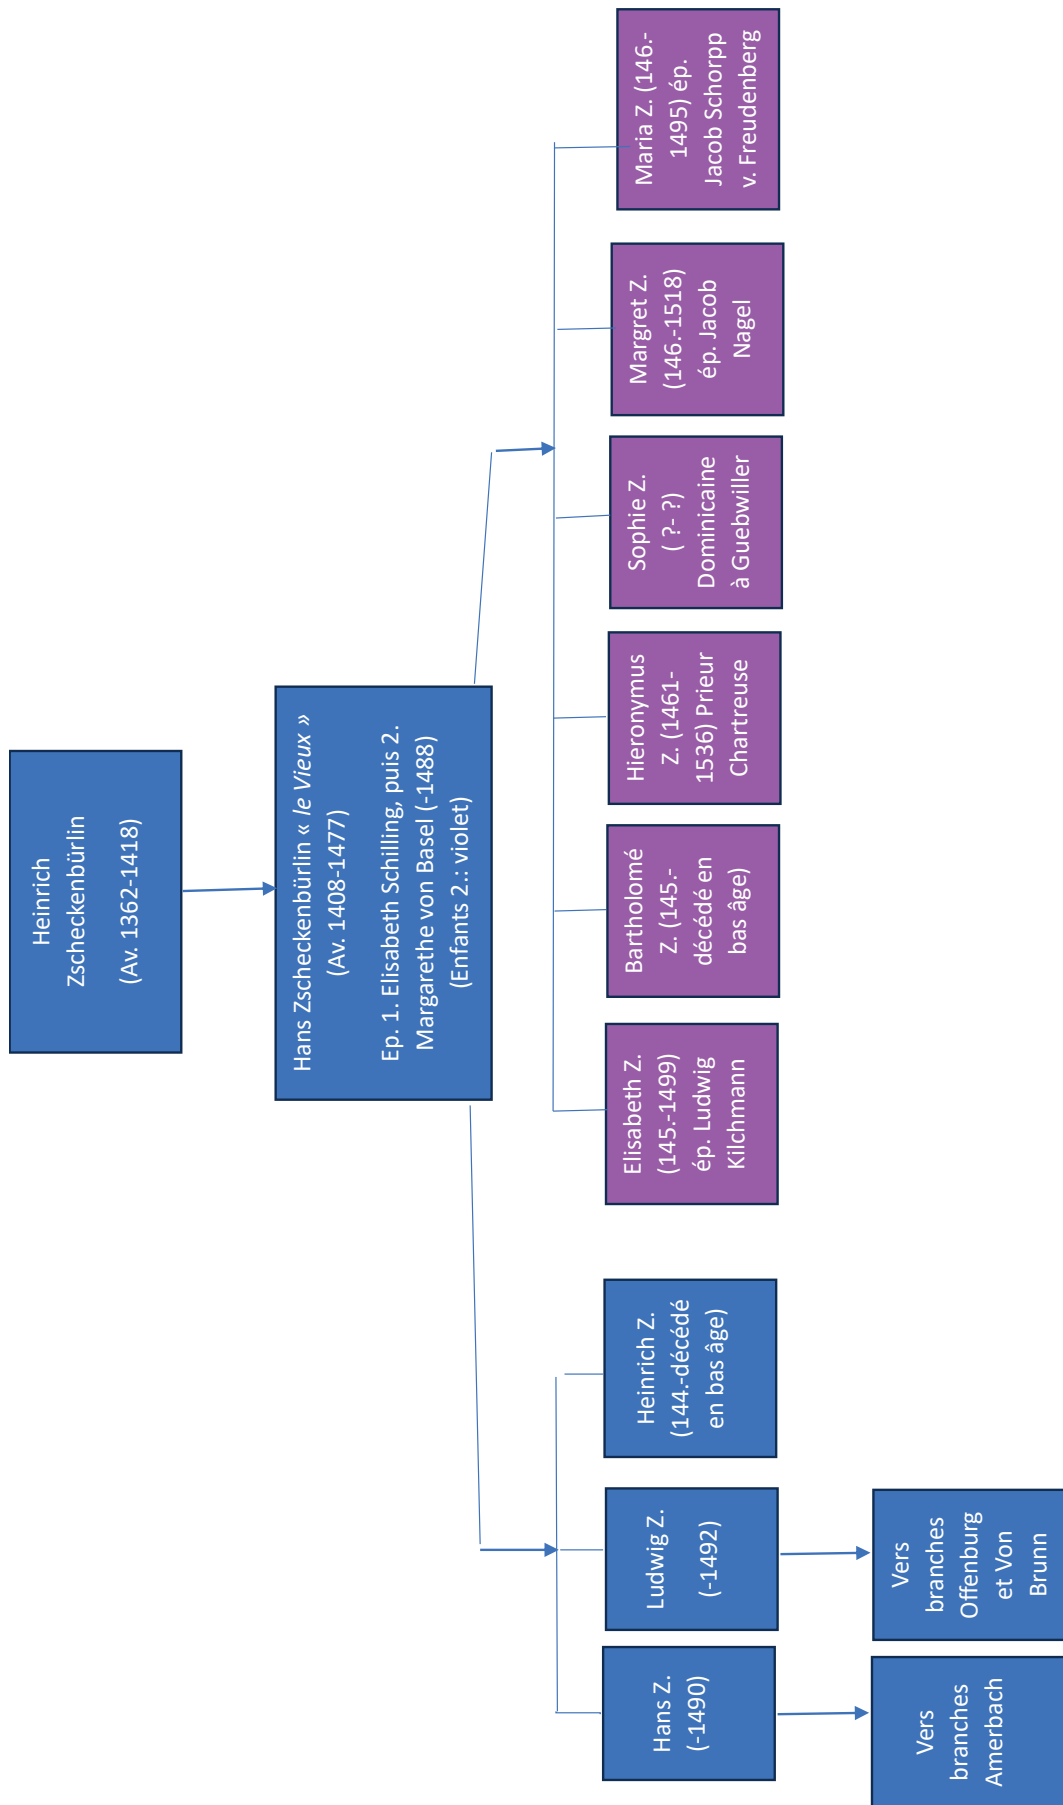 Heinrich
Zscheckenbürlin
(Av. 1362-1418)
Hans Zscheckenbürlin « le Vieux »
(Av. 1408-1477)
Ep. 1. Elisabeth Schilling, puis 2.
Margarethe von Basel (-1488)
(Enfants 2.: violet)
Hans Z.
(-1490)
Ludwig Z.
(-1492)
Heinrich Z.
(144.-décédé
en bas âge)
Elisabeth Z.
(145.-1499)
ép. Ludwig
Kilchmann
Bartholomé
Z. (145.-
décédé en
bas âge)
Hieronymus
Z. (1461-
1536) Prieur
Chartreuse
Sophie Z.
( ?- ?)
Dominicaine
à Guebwiller
Margret Z.
(146.-1518)
ép. Jacob
Nagel
Maria Z. (146.-
1495) ép.
Jacob Schorpp
v. Freudenberg
Vers
branches
Amerbach
Vers
branches
Offenburg
et Von
Brunn